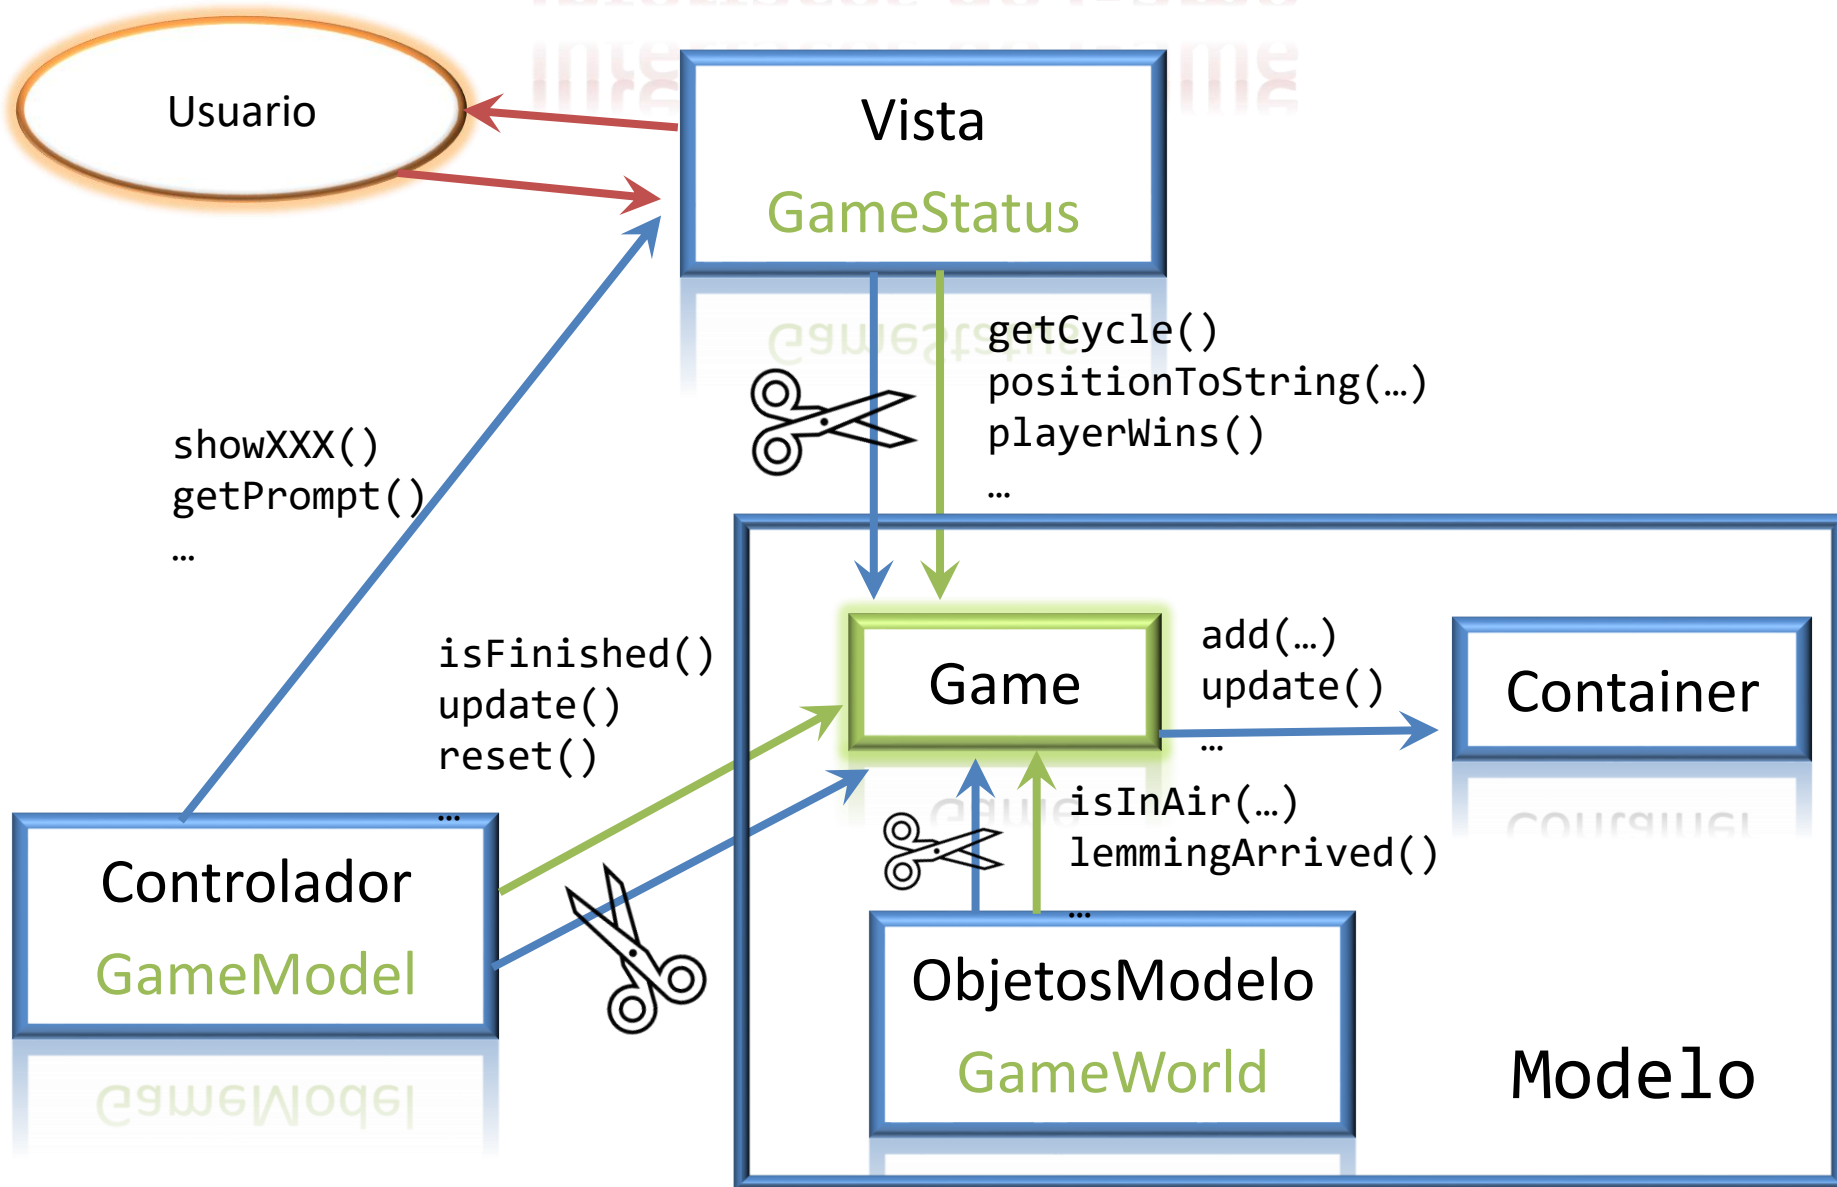 Usuario
Vista
GameStatus
getCycle()
positionToString(…)
playerWins()
…
showXXX()
getPrompt()
…
isFinished()
update()
reset()
…
Game
add(…)
update()
…
Container
isInAir(…)
lemmingArrived()
…
Controlador
GameModel
ObjetosModelo
GameWorld
Modelo